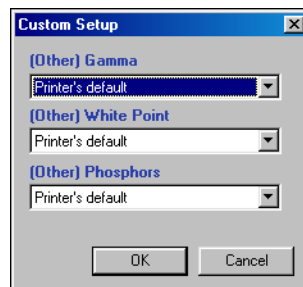 Custom Setup
(Other) Gamma
Printer's default
(Other) White Point
Printer's default
(Other) Phosphors
Printer's default
OK Cancel